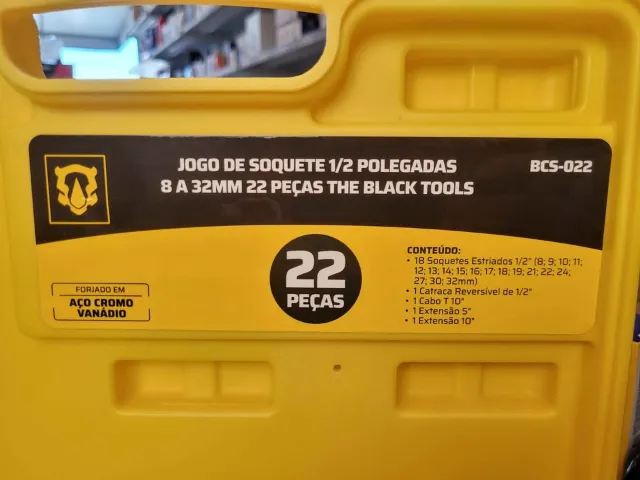 JOGO DE SOQUETE 1/2 POLEGADAS
8 A 32MM 22 PEÇAS THE BLACK TOOLS
BCS-022
22
PEÇAS
FORJADO EM
AÇO CROMO
VANÁDIO
CONTEÚDO:
• 18 Soquetes Estriados 1/2" (8; 9; 10; 11;
12; 13; 14; 15; 16; 17; 18; 19; 21; 22; 24;
27; 30; 32mm)
• 1 Catraca Reversível de 1/2"
• 1 Cabo T 10"
• 1 Extensão 5"
• 1 Extensão 10"